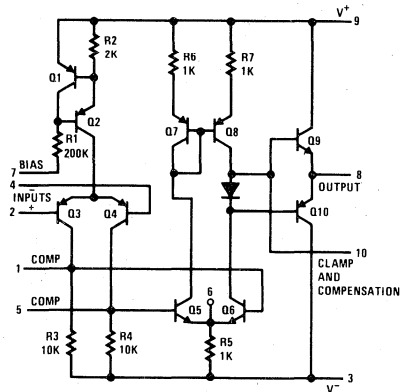 V+
9
R2
2K
R6
1K
R7
1K
Q1
Q2
Q7
Q8
Q9
R1
200K
7 BIAS
8
OUTPUT
4 −
INPUTS
2 +
Q3
Q4
Q10
10
CLAMP
AND
COMPENSATION
1 COMP
6
5 COMP
Q5
Q6
R3
10K
R4
10K
R5
1K
3
V−